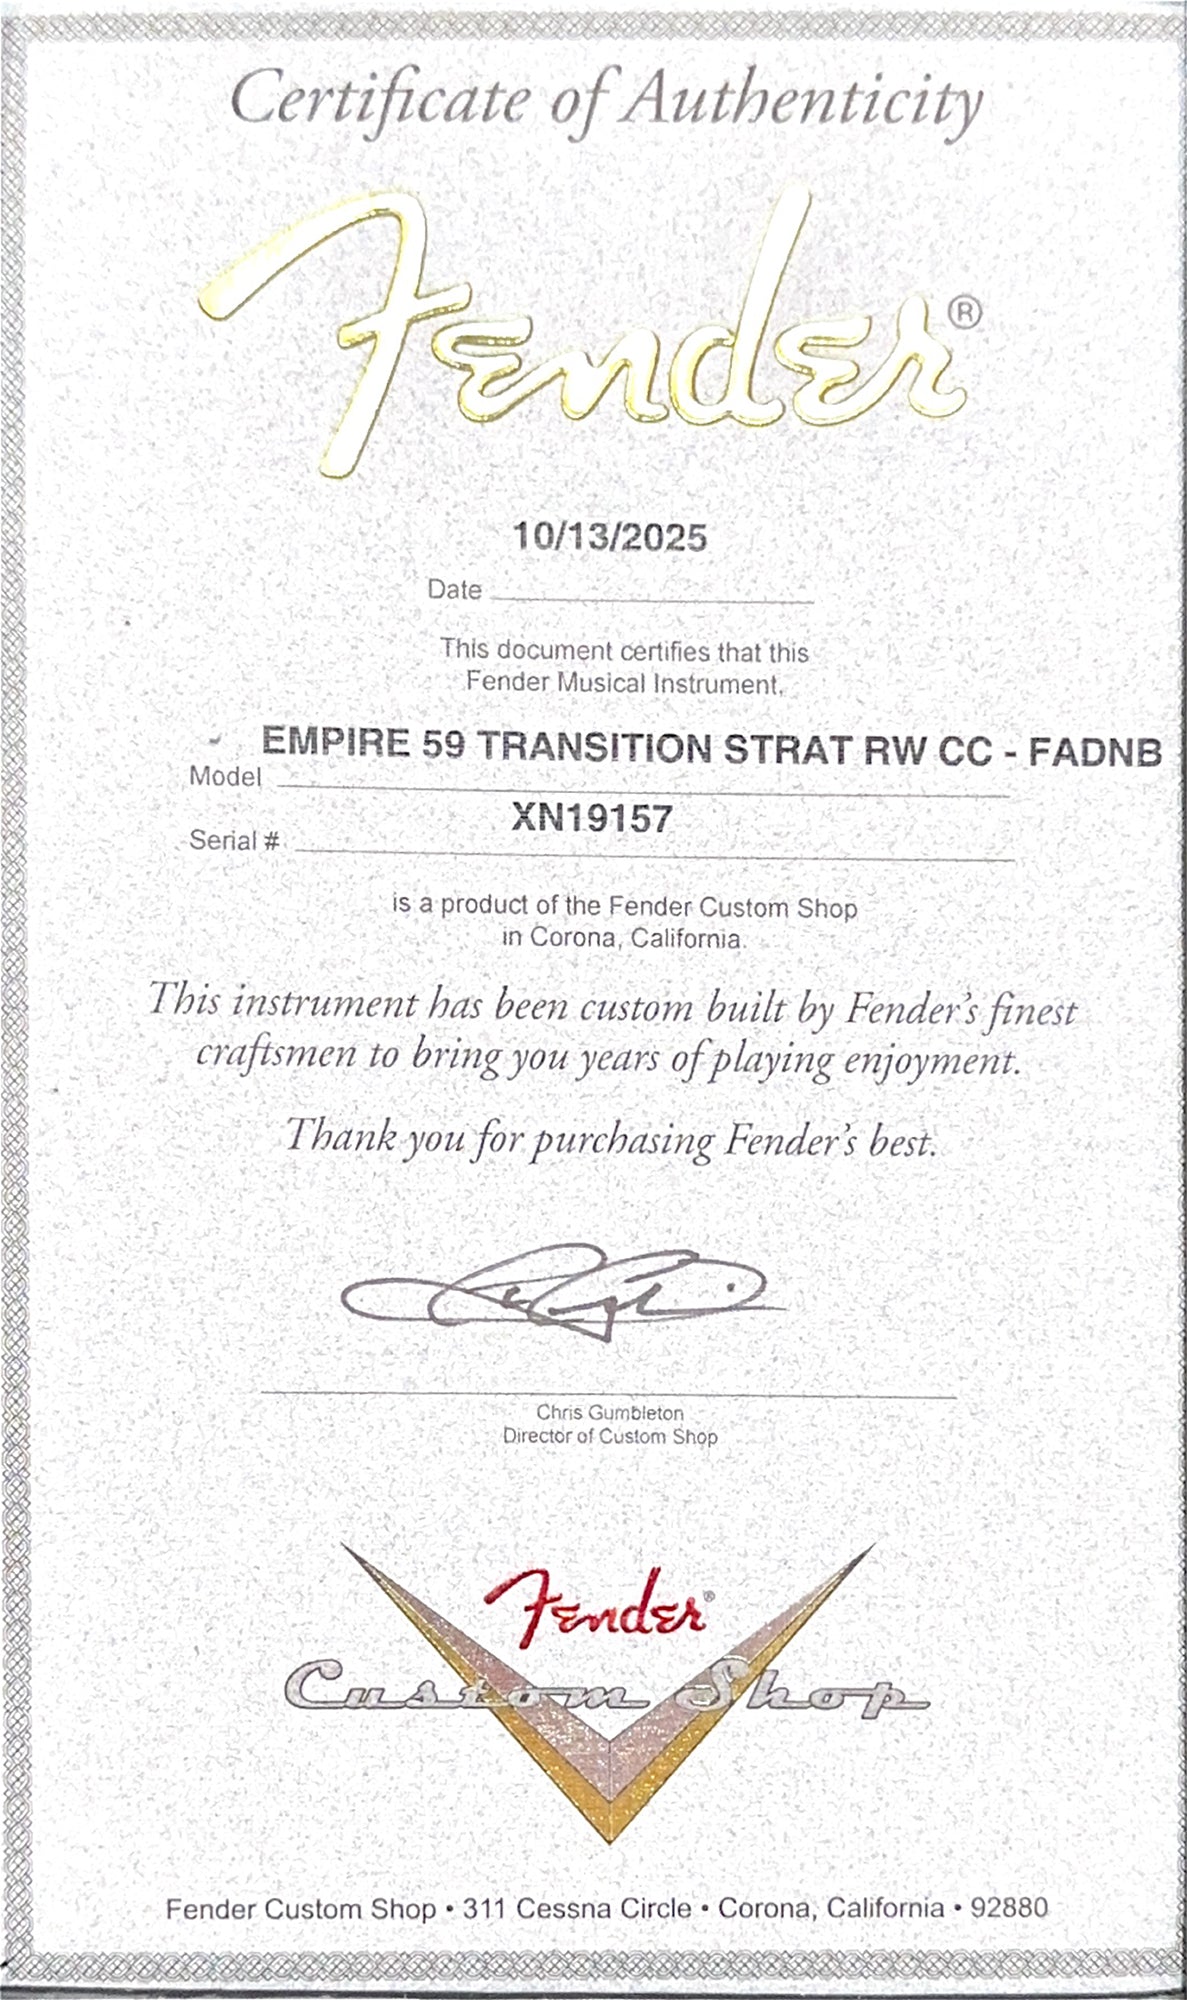 Certificate of Authenticity
Fender®
10/13/2025
Date
This document certifies that this
Fender Musical Instrument,
EMPIRE 59 TRANSITION STRAT RW CC - FADNB
Model
XN19157
Serial #
is a product of the Fender Custom Shop
in Corona, California.
This instrument has been custom built by Fender's finest
craftsmen to bring you years of playing enjoyment.
Thank you for purchasing Fender's best.
Chris Gumbleton
Director of Custom Shop
Fender®
Custom Shop
Fender Custom Shop • 311 Cessna Circle • Corona, California • 92880